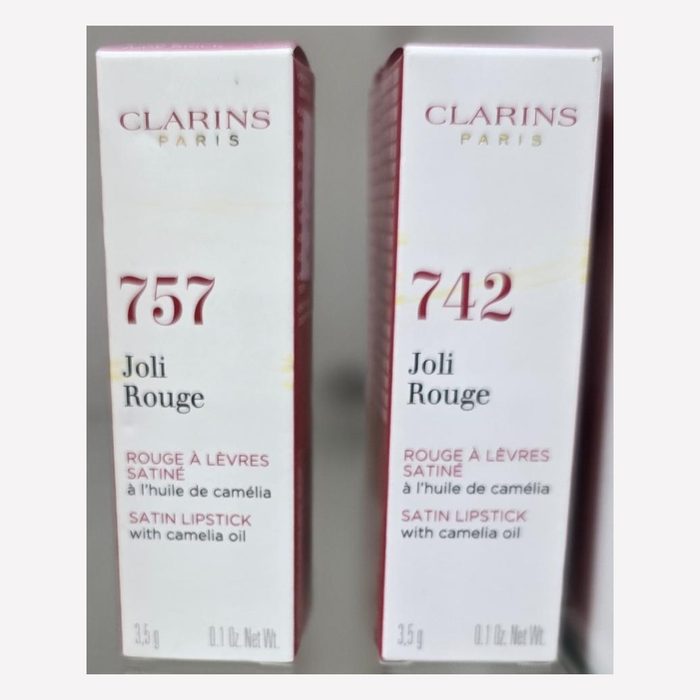 CLARINS
PARIS
757
Joli
Rouge
ROUGE À LÈVRES
SATINÉ
à l'huile de camélia
SATIN LIPSTICK
with camelia oil
3,5 g 0.1 Oz. Net Wt.
CLARINS
PARIS
742
Joli
Rouge
ROUGE À LÈVRES
SATINÉ
à l'huile de camélia
SATIN LIPSTICK
with camelia oil
3,5 g 0.1 Oz. Net Wt.